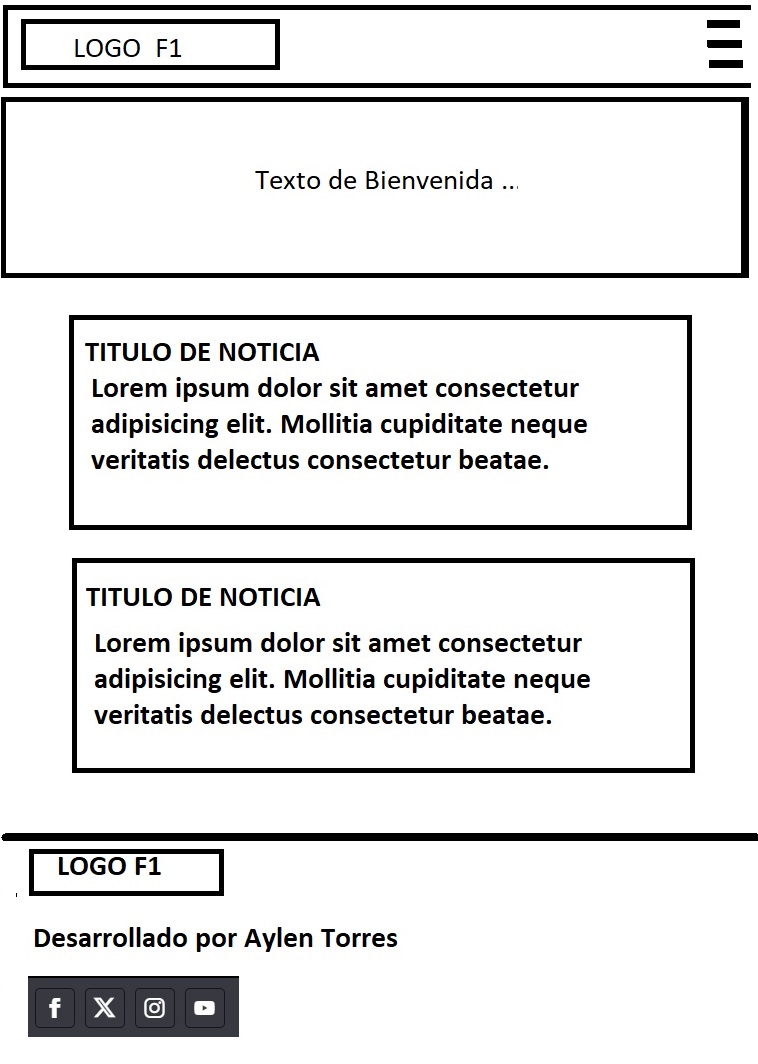 LOGO F1
Texto de Bienvenida ...
TITULO DE NOTICIA
Lorem ipsum dolor sit amet consectetur
adipisicing elit. Mollitia cupiditate neque
veritatis delectus consectetur beatae.
TITULO DE NOTICIA
Lorem ipsum dolor sit amet consectetur
adipisicing elit. Mollitia cupiditate neque
veritatis delectus consectetur beatae.
LOGO F1
Desarrollado por Aylen Torres